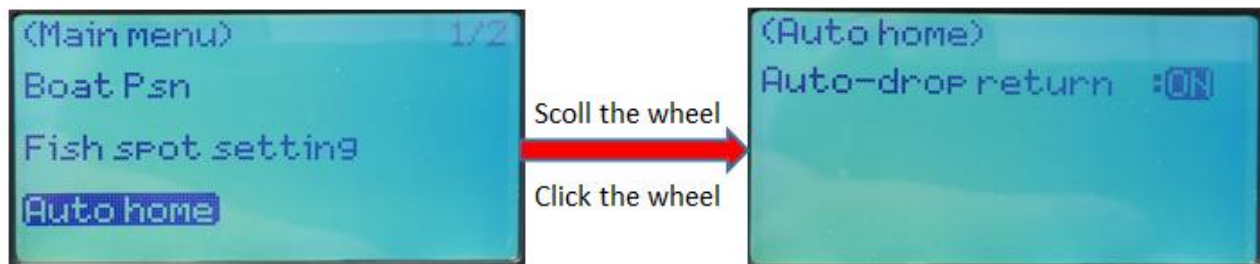 (Main menu) 1/2
Boat Psn
Fish spot setting
Auto home
Scoll the wheel
Click the wheel
(Auto home)
Auto-drop return :ON